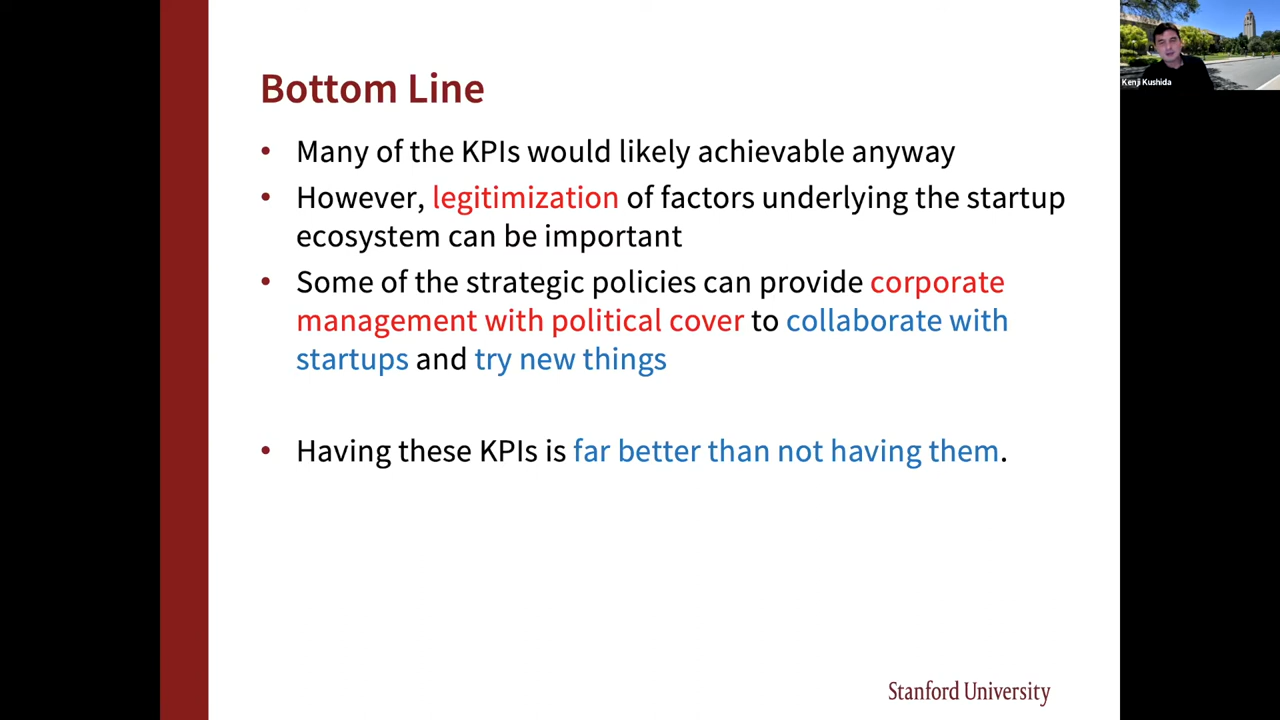 Bottom Line
• Many of the KPIs would likely achievable anyway
• However, legitimization of factors underlying the startup
ecosystem can be important
• Some of the strategic policies can provide corporate
management with political cover to collaborate with
startups and try new things
• Having these KPIs is far better than not having them.
Stanford University
Kenji Kushida